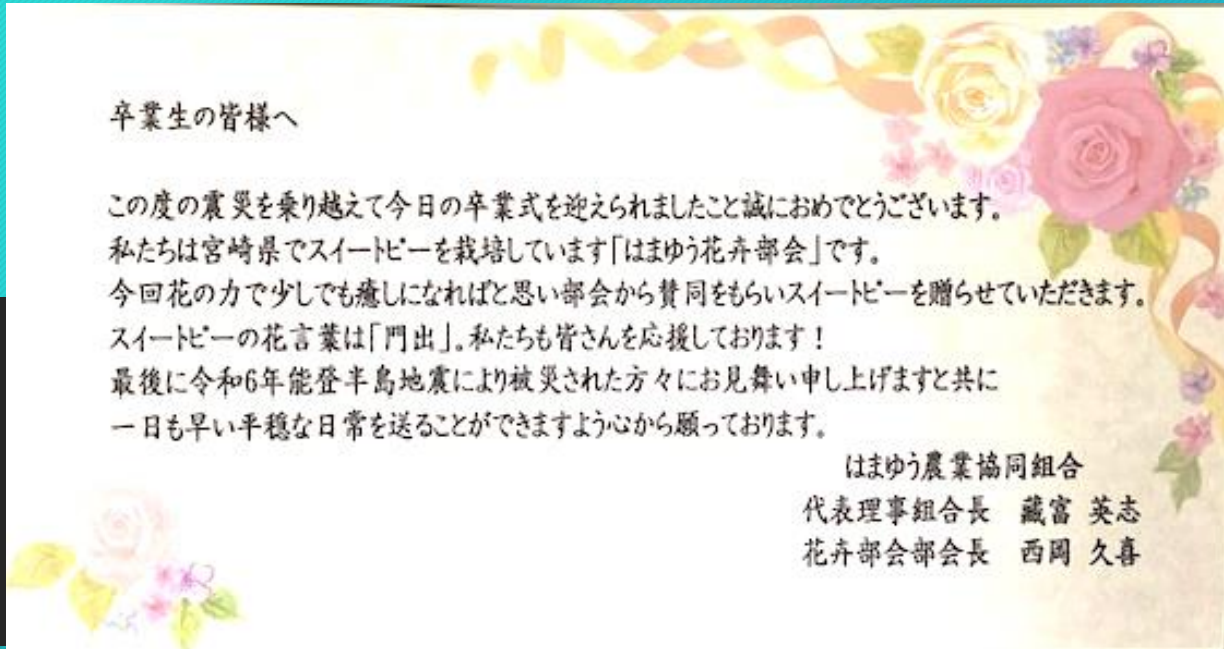 卒業生の皆様へ
この度の震災を乗り越えて今日の卒業式を迎えられましたこと誠におめでとうございます。
私たちは宮崎県でスイートピーを栽培しています「はまゆう花卉部会」です。
今回花の力で少しでも癒しになればと思い部会から賛同をもらいスイートピーを贈らせていただきます。
スイートピーの花言葉は「門出」。私たちも皆さんを応援しております！
最後に令和6年能登半島地震により被災された方々にお見舞い申し上げますと共に
一日も早い平穏な日常を送ることができますよう心から願っております。
はまゆう農業協同組合
代表理事組合長　蔵富 英志
花卉部会部会長　西岡 久喜